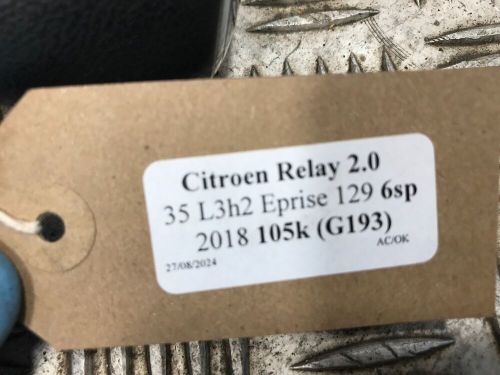 Citroen Relay 2.0
35 L3h2 Eprise 129 6sp
2018 105k (G193)
AC/OK
27/08/2024